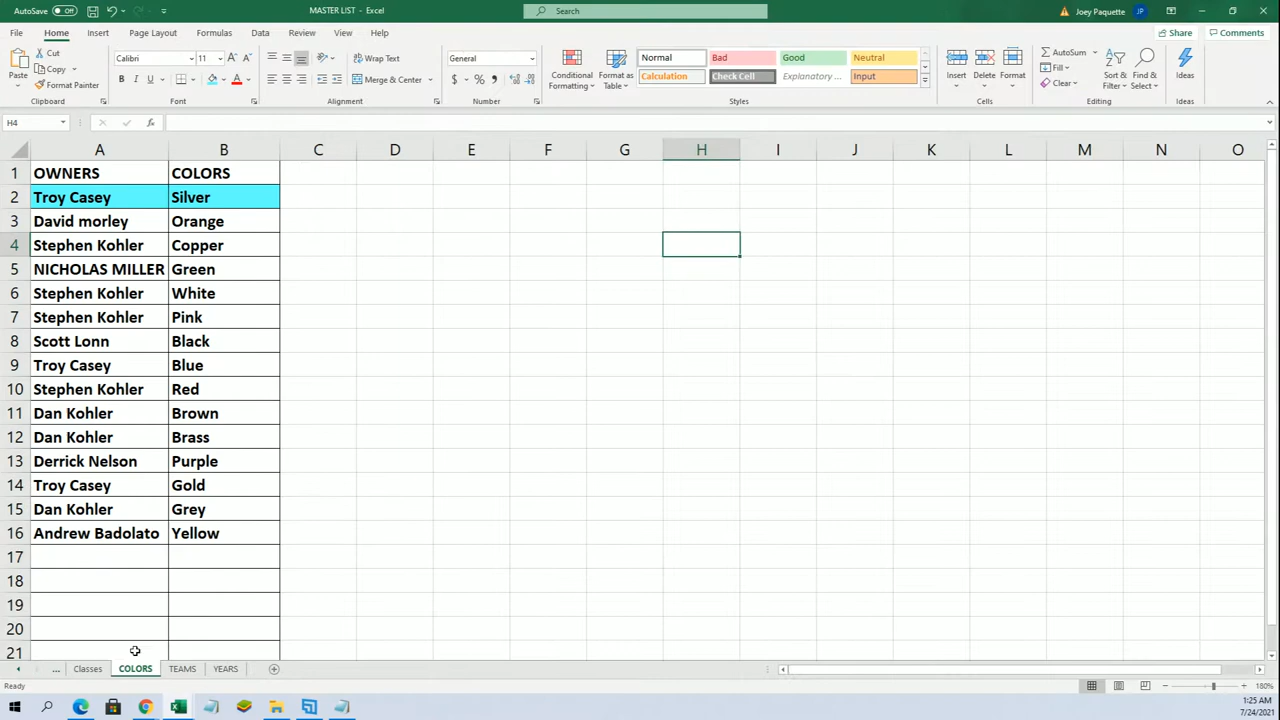 AutoSave Off MASTER LIST - Excel Search Joey Paquette JP
File Home Insert Page Layout Formulas Data Review View Help Share Comments
Paste Cut Copy Format Painter Clipboard
Calibri 11 B I U Font
Wrap Text Merge & Center Alignment
General $ % Number
Conditional Formatting Format as Table
Normal Bad Good Neutral
Calculation Check Cell Explanatory ... Input
Styles
Insert Delete Format Cells
AutoSum Fill Clear Sort & Filter Find & Select Editing
Ideas Ideas
H4 fx
A B C D E F G H I J K L M N O
1 OWNERS COLORS
2 Troy Casey Silver
3 David morley Orange
4 Stephen Kohler Copper
5 NICHOLAS MILLER Green
6 Stephen Kohler White
7 Stephen Kohler Pink
8 Scott Lonn Black
9 Troy Casey Blue
10 Stephen Kohler Red
11 Dan Kohler Brown
12 Dan Kohler Brass
13 Derrick Nelson Purple
14 Troy Casey Gold
15 Dan Kohler Grey
16 Andrew Badolato Yellow
17
18
19
20
21
... Classes COLORS TEAMS YEARS
Ready 180%
1:25 AM
7/24/2021